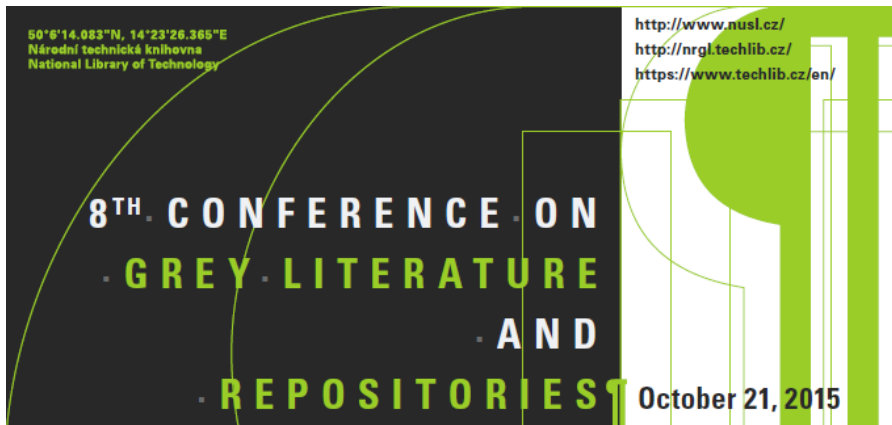 50°6'14.083"N, 14°23'26.365"E
Národní technická knihovna
National Library of Technology
http://www.nusl.cz/
http://nrgl.techlib.cz/
https://www.techlib.cz/en/
8TH·CONFERENCE·ON
·GREY·LITERATURE
·AND
·REPOSITORIES¶
October 21, 2015